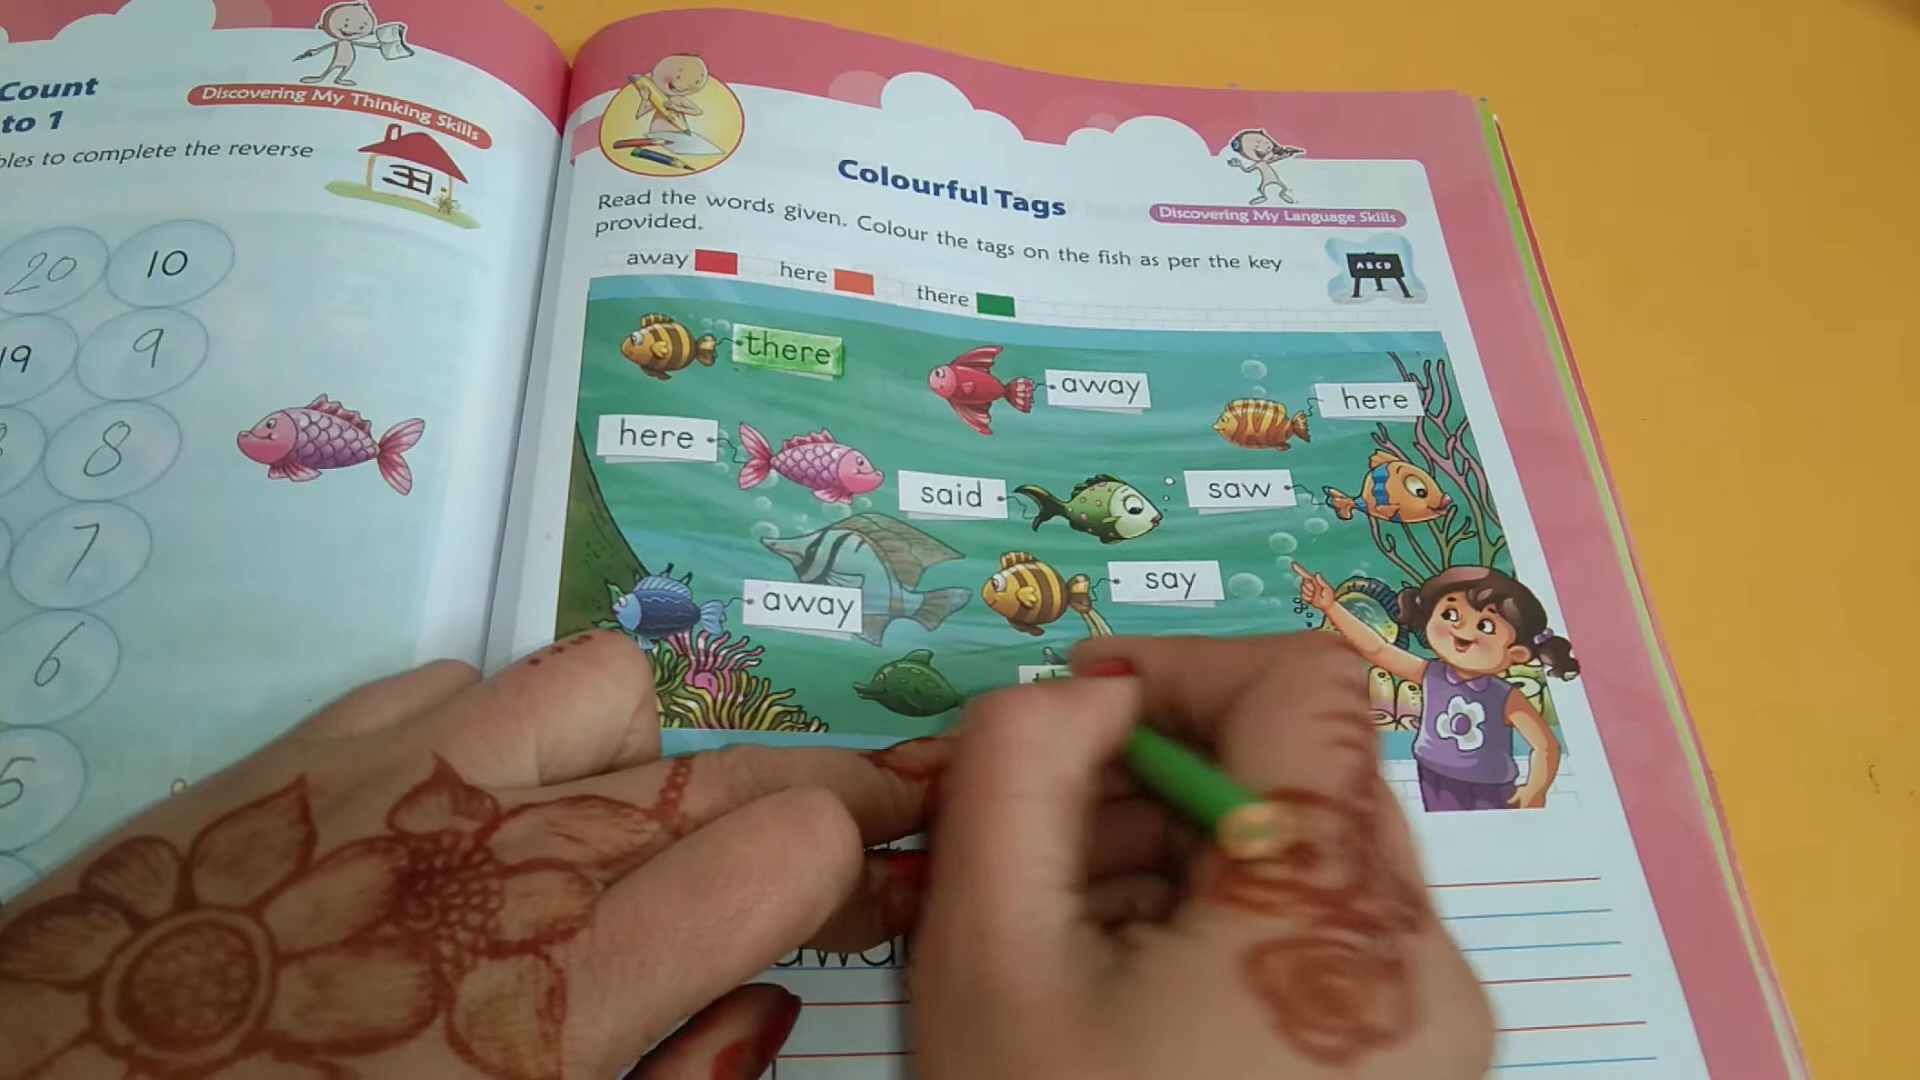 Count
to 1
Discovering My Thinking Skills
bles to complete the reverse
20 10
19 9
8
7
6
5
Colourful Tags
Discovering My Language Skills
Read the words given. Colour the tags on the fish as per the key
provided.
ABCD
away
here
there
there
away
here
here
said
saw
away
say